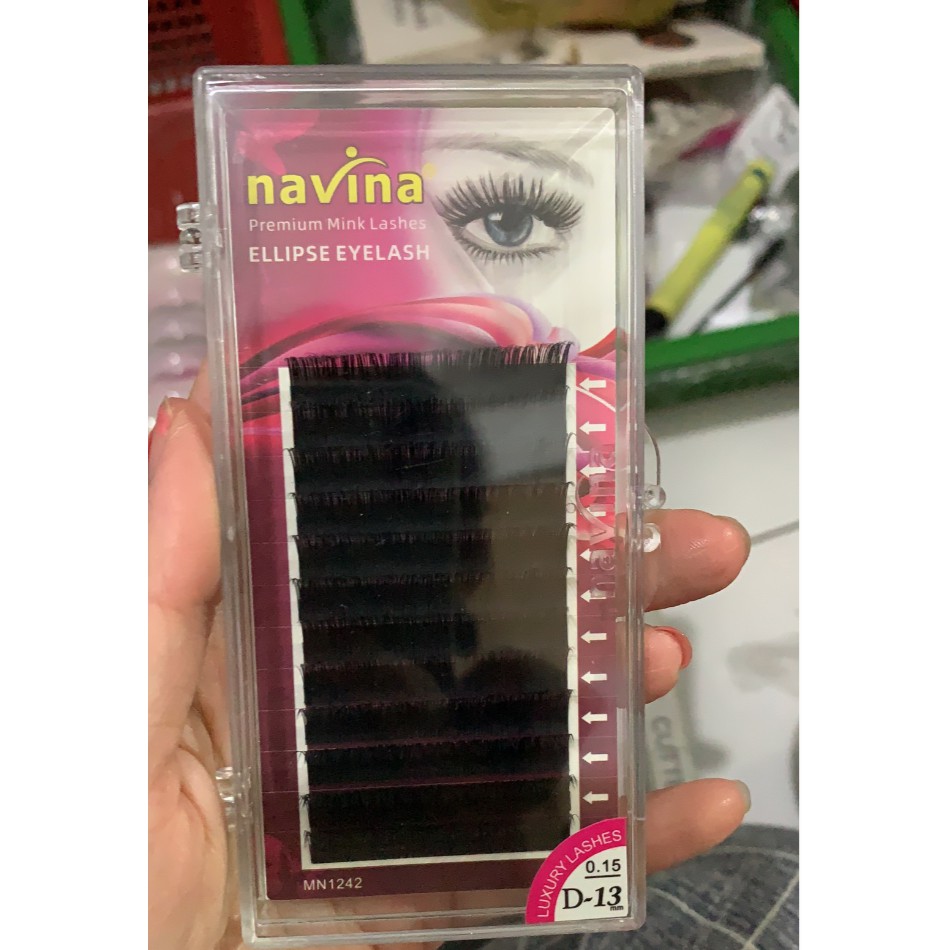 navina®
Premium Mink Lashes
ELLIPSE EYELASH
navina
LUXURY LASHES
0.15
D-13
mm
MN1242